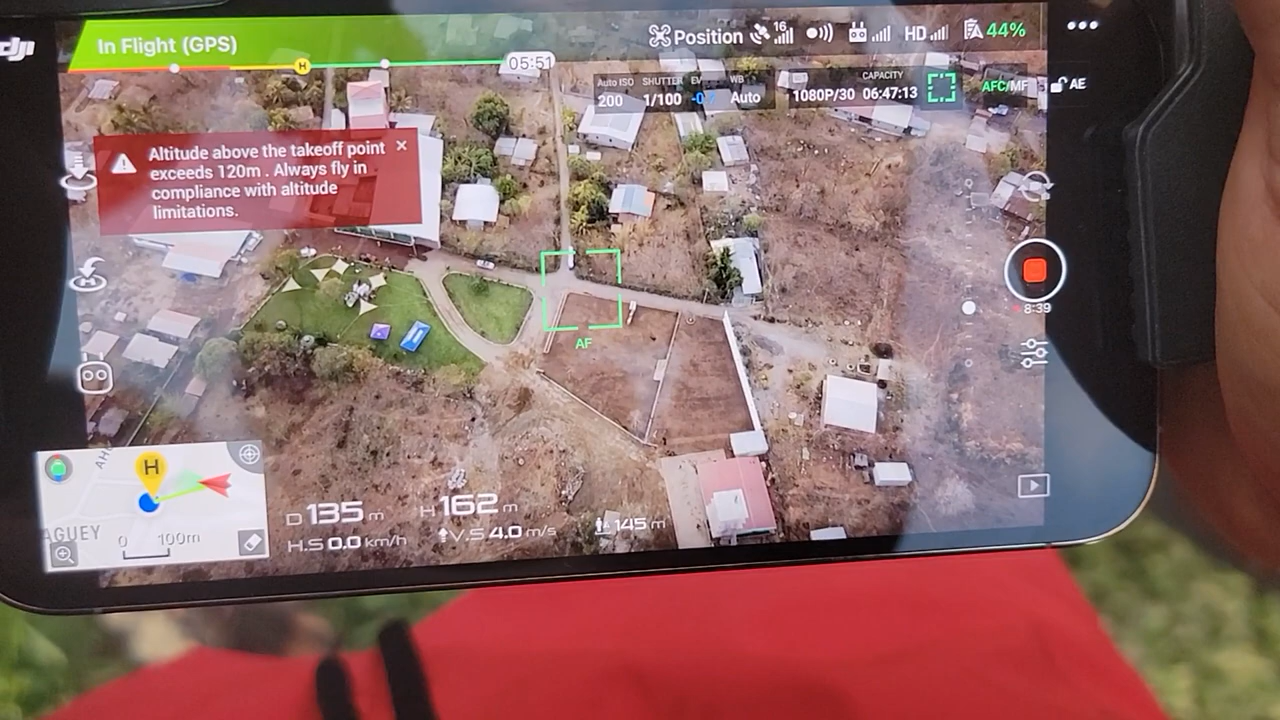 dji
In Flight (GPS)
Position
16
HD
44%
H
05:51
Auto ISO
200
SHUTTER
1/100
EV
WB
Auto
1080P/30
CAPACITY
06:47:13
AFC/MF
AE
Altitude above the takeoff point
exceeds 120m . Always fly in
compliance with altitude
limitations.
AF
8:39
H
AGUEY
0
100m
D 135 m
H 162 m
H.S 0.0 km/h
V.S 4.0 m/s
145 m